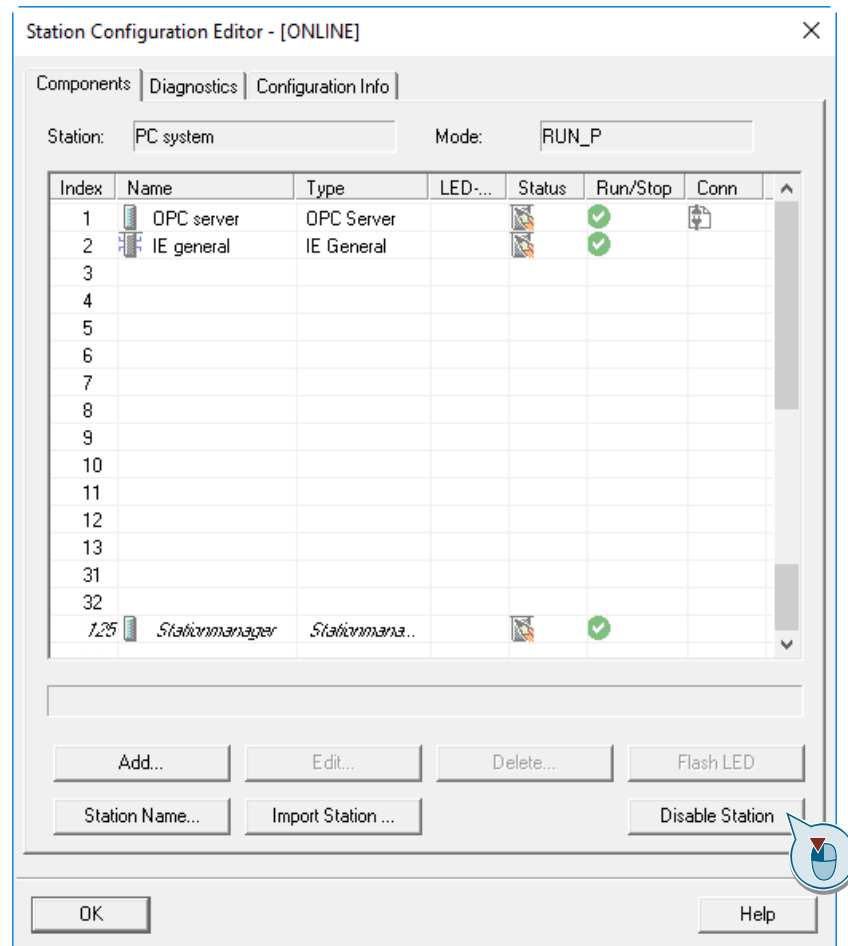 Station Configuration Editor - [ONLINE]
Components Diagnostics Configuration Info
Station: PC system Mode: RUN_P
Index Name Type LED-... Status Run/Stop Conn
1 OPC server OPC Server
2 IE general IE General
3
4
5
6
7
8
9
10
11
12
13
31
32
125 Stationmanager Stationmana...
Add... Edit... Delete... Flash LED
Station Name... Import Station ... Disable Station
OK Help